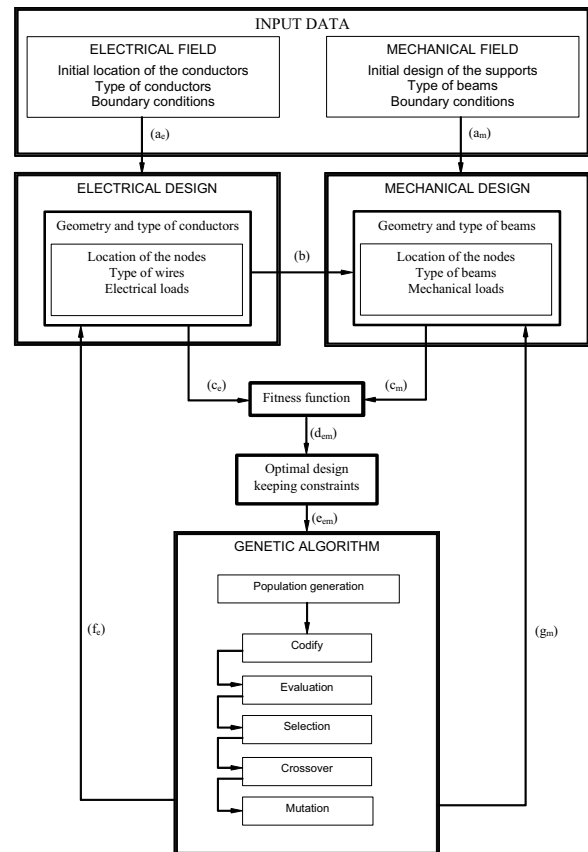 INPUT DATA
ELECTRICAL FIELD
Initial location of the conductors
Type of conductors
Boundary conditions
MECHANICAL FIELD
Initial design of the supports
Type of beams
Boundary conditions
(ae)
(am)
ELECTRICAL DESIGN
Geometry and type of conductors
Location of the nodes
Type of wires
Electrical loads
(b)
MECHANICAL DESIGN
Geometry and type of beams
Location of the nodes
Type of beams
Mechanical loads
(ce)
Fitness function
(cm)
(dem)
Optimal design
keeping constraints
(eem)
GENETIC ALGORITHM
Population generation
Codify
Evaluation
Selection
Crossover
Mutation
(fe)
(gm)